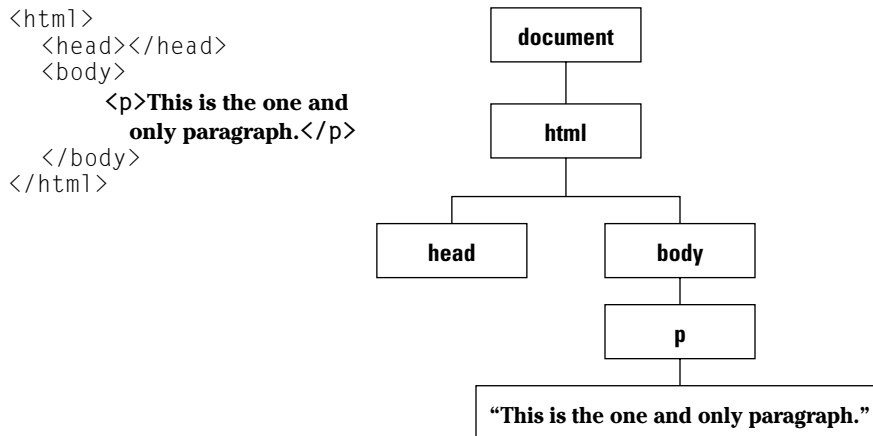 <html>
<head></head>
<body>
<p>This is the one and
only paragraph.</p>
</body>
</html>
document
html
head
body
p
“This is the one and only paragraph.”